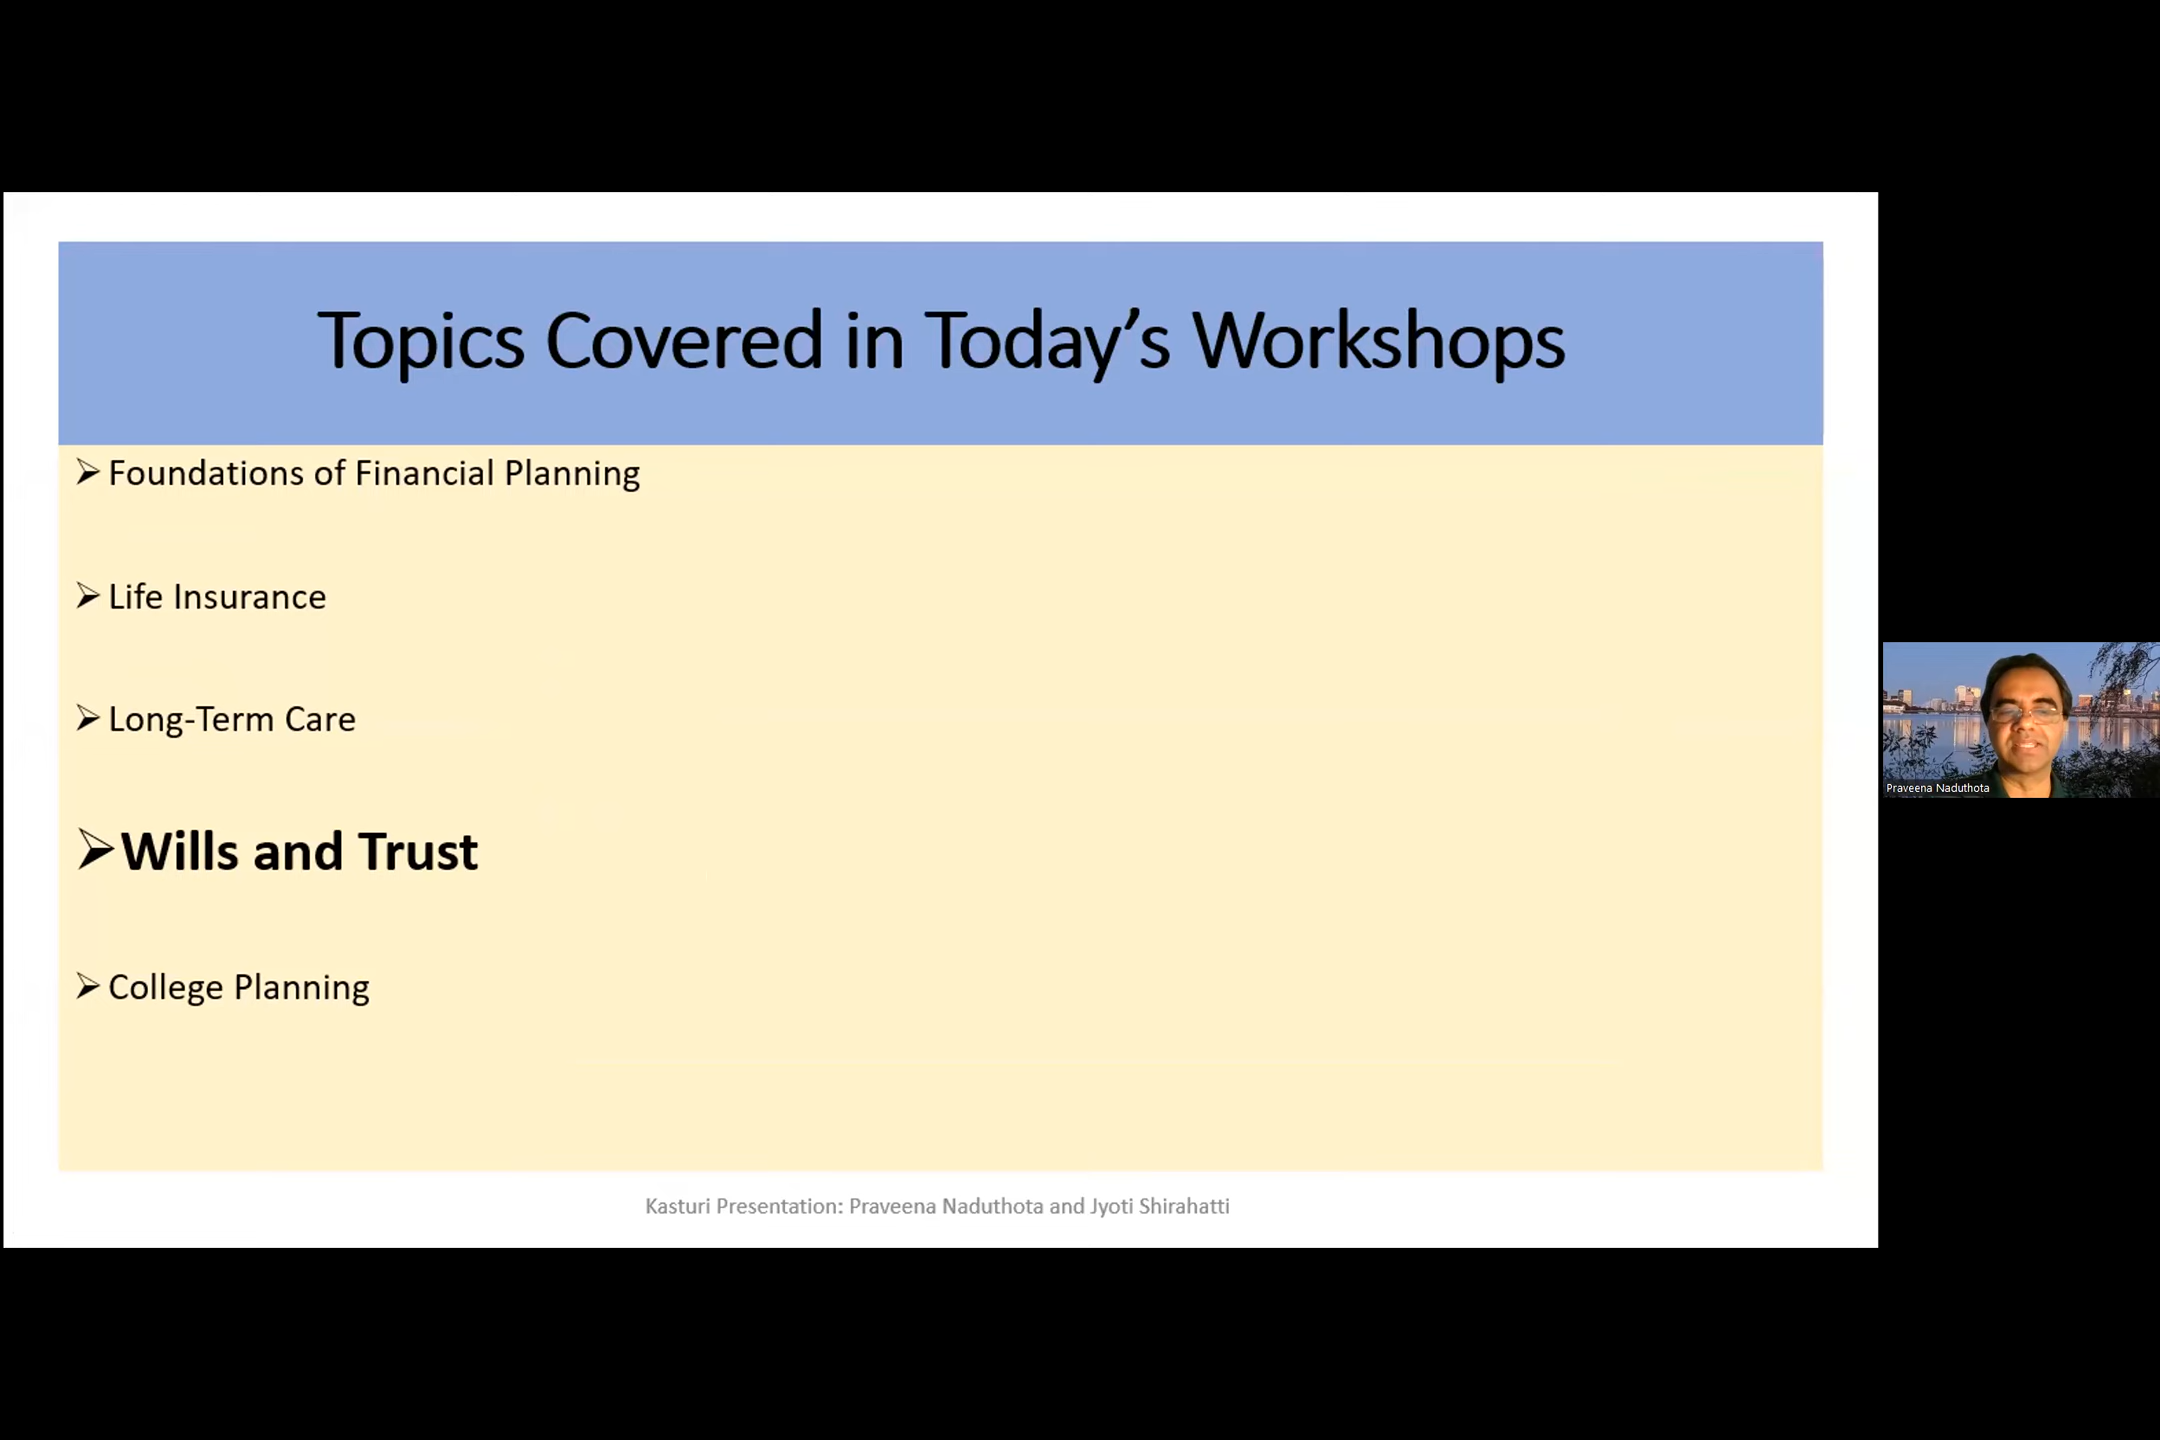 Topics Covered in Today’s Workshops
➢ Foundations of Financial Planning
➢ Life Insurance
➢ Long-Term Care
➢ Wills and Trust
➢ College Planning
Praveena Naduthota
Kasturi Presentation: Praveena Naduthota and Jyoti Shirahatti